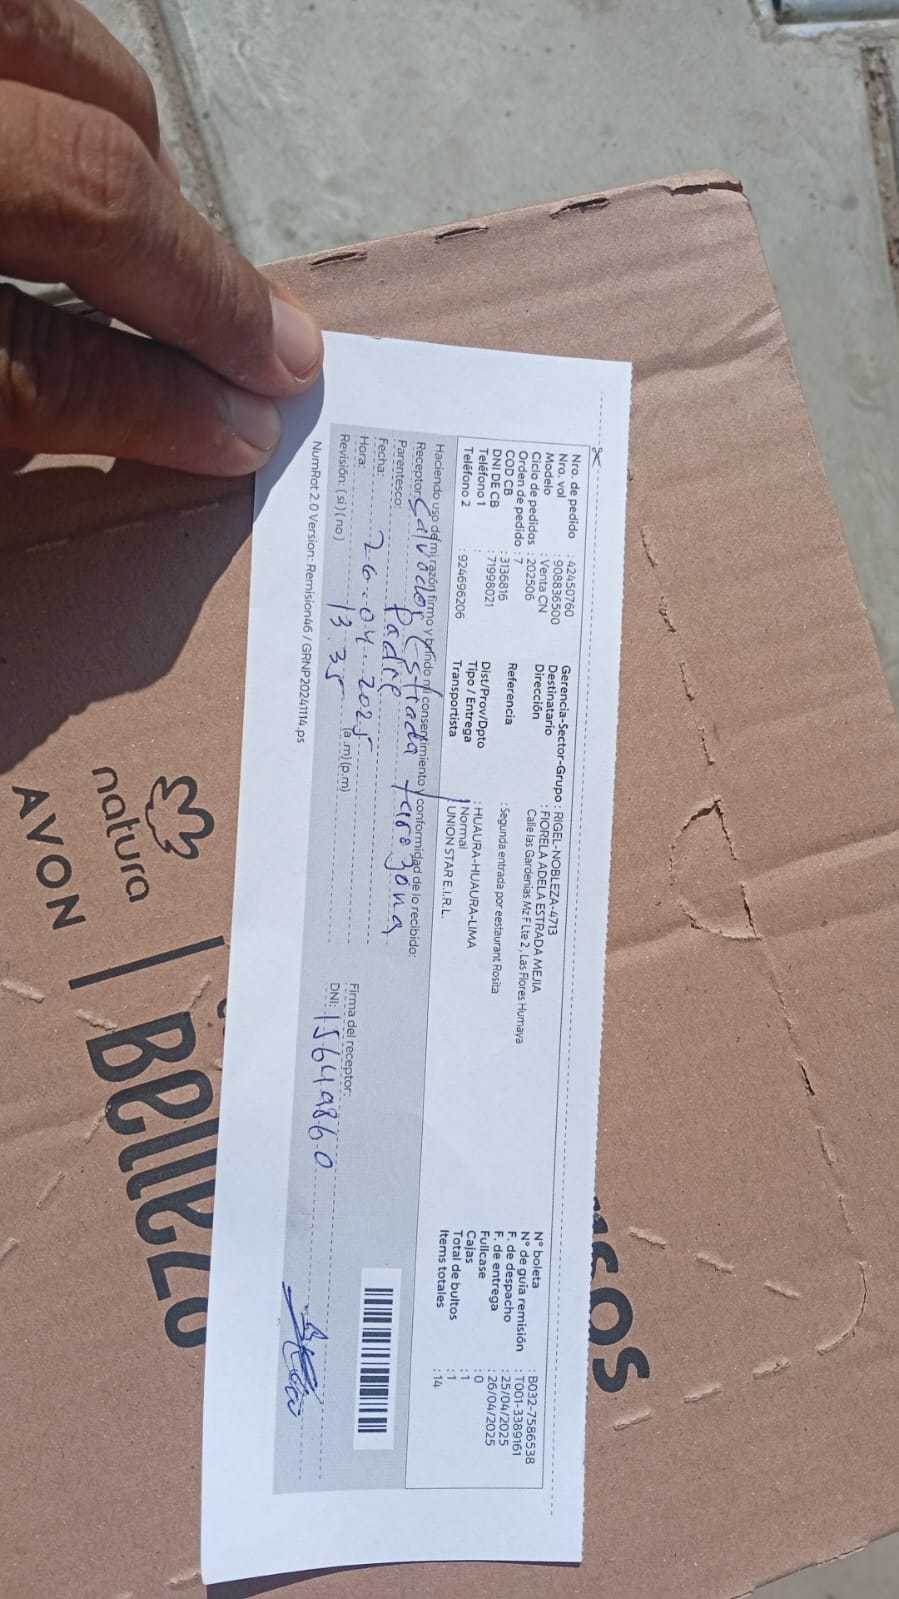 Nro. de pedido : 42450760
Nro. vol : 908836500
Modelo : Venta CN
Ciclo de pedidos : 202506
Orden de pedido : 7
COD CB : 3136816
DNI DE CB : 71998021
Teléfono 1 :
Teléfono 2 : 924696206
Gerencia-Sector-Grupo : RIGEL-NOBLEZA-4713
Destinatario : FIORELA ADELA ESTRADA MEJIA
Dirección Calle las Gardenias Mz F Lte 2 , Las Flores Humaya
Referencia : Segunda entrada por eestaurant Rosita
Dist/Prov/Dpto : HUAURA-HUAURA-LIMA
Tipo / Entrega Normal
Transportista : UNION STAR E.I.R.L.
N° boleta : B032-7586538
N° de guía remisión : T001-3389161
F. de despacho : 25/04/2025
F. de entrega : 26/04/2025
Fullcase : 0
Cajas : 1
Total de bultos : 1
Items totales : 14
Haciendo uso de mi razón firmo y brindo mi consentimiento y conformidad de lo recibido:
Receptor: Estrada
Parentesco: Padre
Fecha: 26-04-2025
Hora: 13:35 (a.m)(p.m)
Revisión: (si) (no)
Firma del receptor:
DNI: 15649860
NumRot 2.0 Version: Remision46 / GRNP20241114.ps
natura
AVON
Belleza